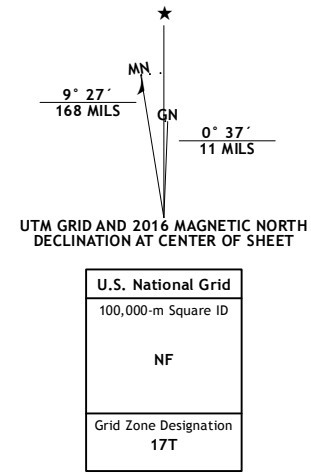 ★
MN
GN
9° 27´
168 MILS
0° 37´
11 MILS
UTM GRID AND 2016 MAGNETIC NORTH
DECLINATION AT CENTER OF SHEET
U.S. National Grid
100,000-m Square ID
NF
Grid Zone Designation
17T